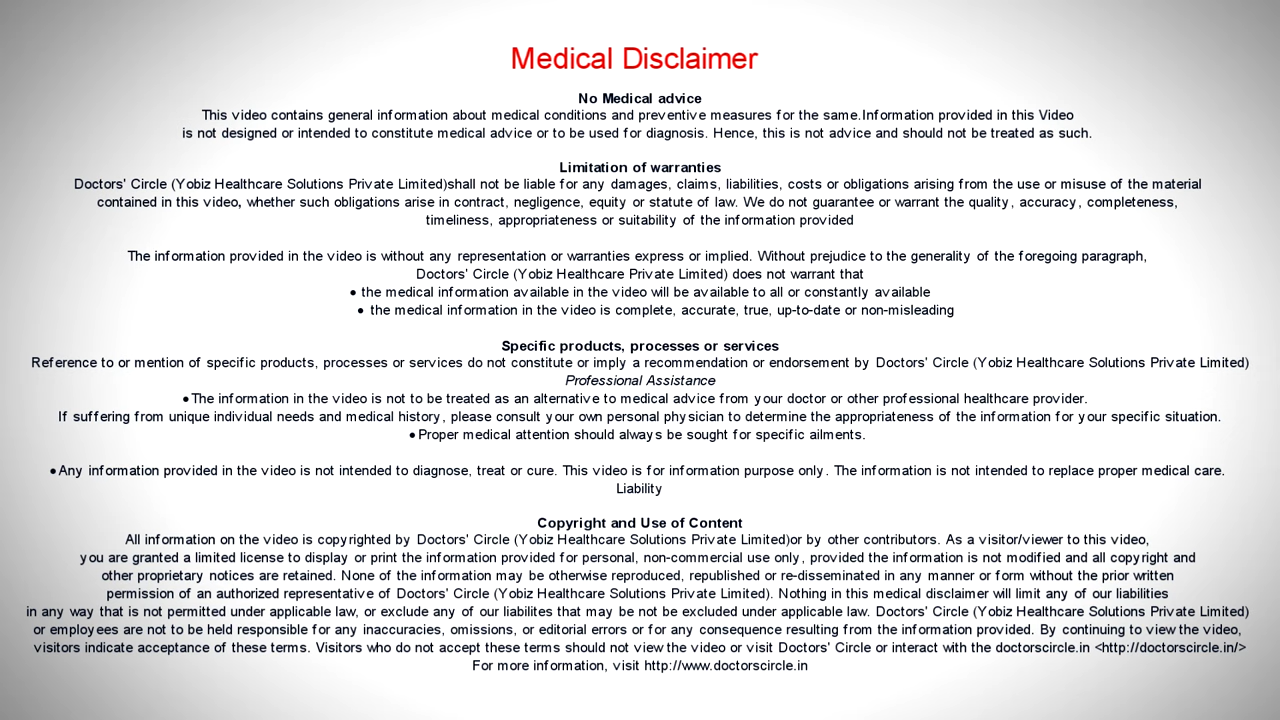 Medical Disclaimer
No Medical advice
This video contains general information about medical conditions and preventive measures for the same.Information provided in this Video
is not designed or intended to constitute medical advice or to be used for diagnosis. Hence, this is not advice and should not be treated as such.
Limitation of warranties
Doctors' Circle (Yobiz Healthcare Solutions Private Limited)shall not be liable for any damages, claims, liabilities, costs or obligations arising from the use or misuse of the material
contained in this video, whether such obligations arise in contract, negligence, equity or statute of law. We do not guarantee or warrant the quality, accuracy, completeness,
timeliness, appropriateness or suitability of the information provided
The information provided in the video is without any representation or warranties express or implied. Without prejudice to the generality of the foregoing paragraph,
Doctors' Circle (Yobiz Healthcare Private Limited) does not warrant that
• the medical information available in the video will be available to all or constantly available
• the medical information in the video is complete, accurate, true, up-to-date or non-misleading
Specific products, processes or services
Reference to or mention of specific products, processes or services do not constitute or imply a recommendation or endorsement by Doctors' Circle (Yobiz Healthcare Solutions Private Limited)
Professional Assistance
•The information in the video is not to be treated as an alternative to medical advice from your doctor or other professional healthcare provider.
If suffering from unique individual needs and medical history, please consult your own personal physician to determine the appropriateness of the information for your specific situation.
•Proper medical attention should always be sought for specific ailments.
•Any information provided in the video is not intended to diagnose, treat or cure. This video is for information purpose only. The information is not intended to replace proper medical care.
Liability
Copyright and Use of Content
All information on the video is copyrighted by Doctors' Circle (Yobiz Healthcare Solutions Private Limited)or by other contributors. As a visitor/viewer to this video,
you are granted a limited license to display or print the information provided for personal, non-commercial use only, provided the information is not modified and all copyright and
other proprietary notices are retained. None of the information may be otherwise reproduced, republished or re-disseminated in any manner or form without the prior written
permission of an authorized representative of Doctors' Circle (Yobiz Healthcare Solutions Private Limited). Nothing in this medical disclaimer will limit any of our liabilities
in any way that is not permitted under applicable law, or exclude any of our liabilites that may be not be excluded under applicable law. Doctors' Circle (Yobiz Healthcare Solutions Private Limited)
or employees are not to be held responsible for any inaccuracies, omissions, or editorial errors or for any consequence resulting from the information provided. By continuing to view the video,
visitors indicate acceptance of these terms. Visitors who do not accept these terms should not view the video or visit Doctors' Circle or interact with the doctorscircle.in <http://doctorscircle.in/>
For more information, visit http://www.doctorscircle.in